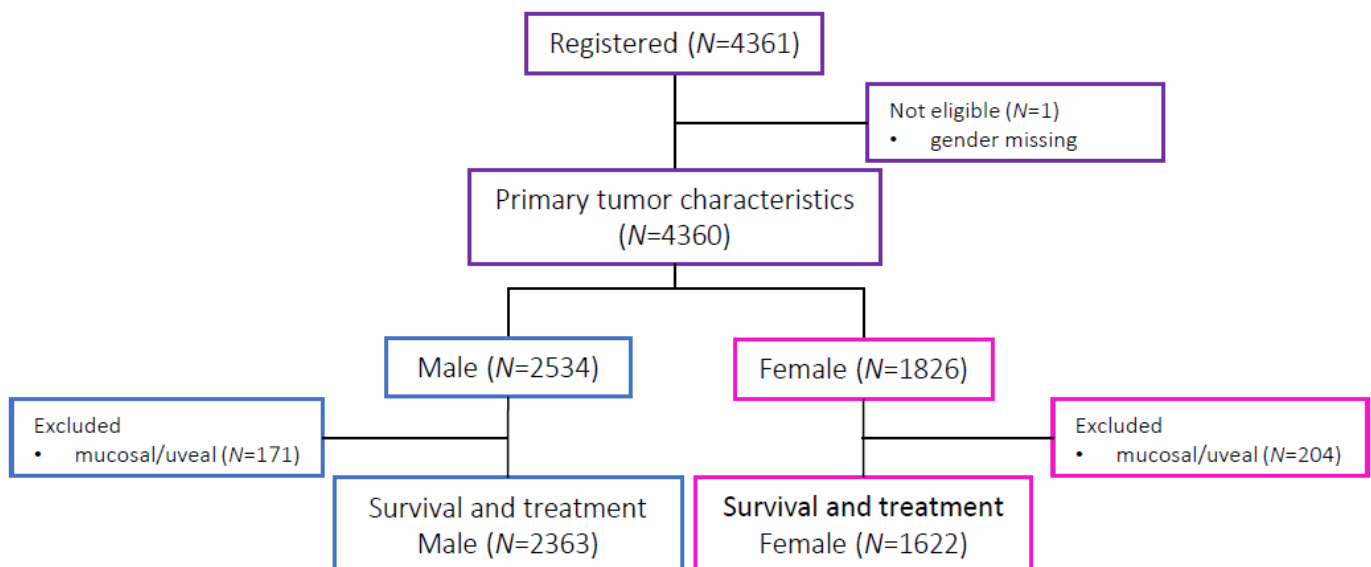 Registered (N=4361)
Not eligible (N=1)
• gender missing
Primary tumor characteristics
(N=4360)
Male (N=2534)
Female (N=1826)
Excluded
• mucosal/uveal (N=171)
Excluded
• mucosal/uveal (N=204)
Survival and treatment
Male (N=2363)
Survival and treatment
Female (N=1622)